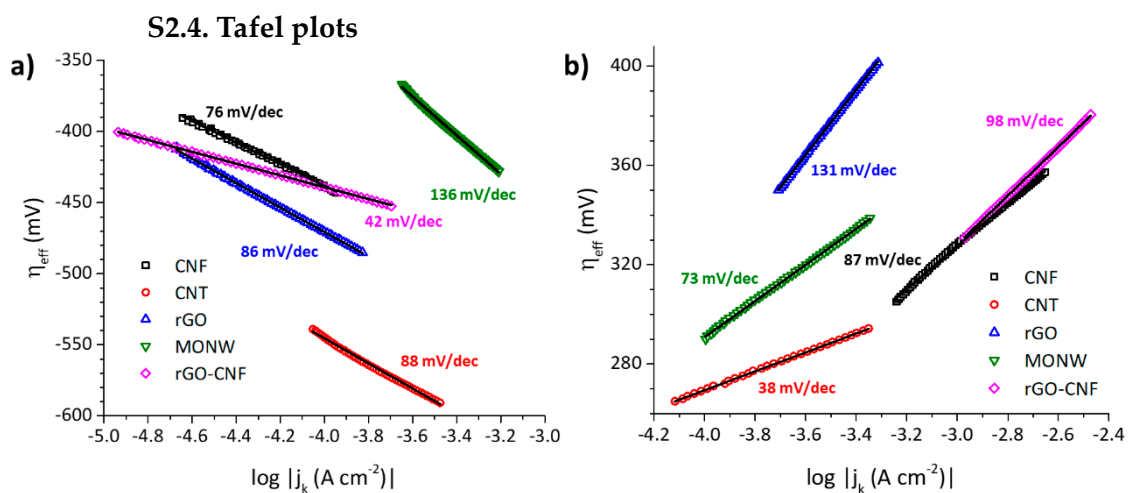 S2.4. Tafel plots
a)
-350
-400
-450
-500
-550
-600
η_eff (mV)
76 mV/dec
136 mV/dec
42 mV/dec
86 mV/dec
88 mV/dec
CNF
CNT
rGO
MONW
rGO-CNF
-5.0 -4.8 -4.6 -4.4 -4.2 -4.0 -3.8 -3.6 -3.4 -3.2 -3.0
log |j_k (A cm⁻²)|
b)
400
360
320
280
η_eff (mV)
98 mV/dec
131 mV/dec
87 mV/dec
73 mV/dec
38 mV/dec
CNF
CNT
rGO
MONW
rGO-CNF
-4.2 -4.0 -3.8 -3.6 -3.4 -3.2 -3.0 -2.8 -2.6 -2.4
log |j_k (A cm⁻²)|